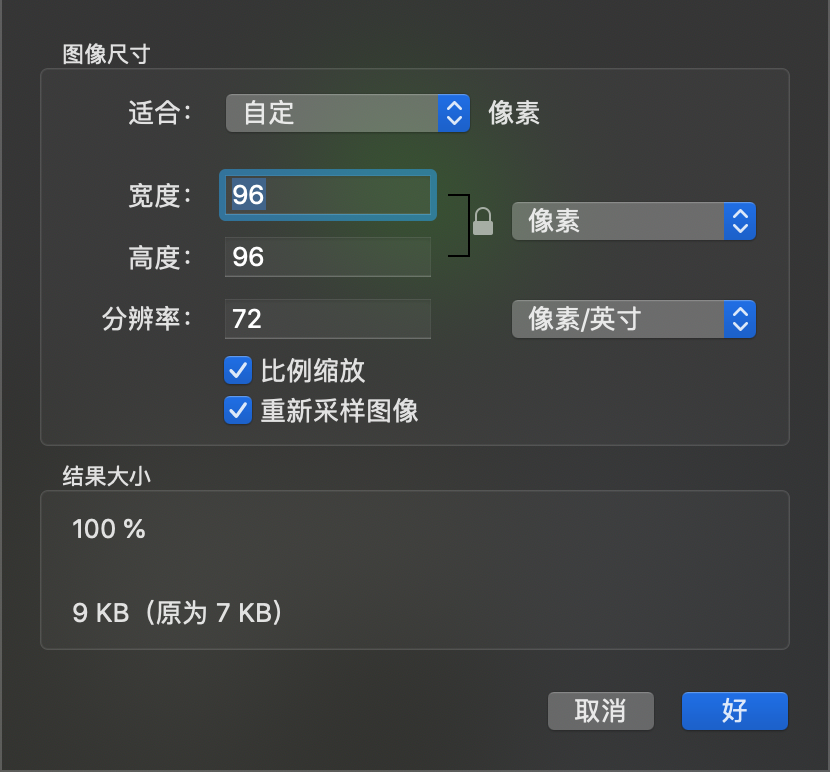 图像尺寸
适合： 自定 像素
宽度： 96
像素
高度： 96
分辨率： 72 像素/英寸
比例缩放
重新采样图像
结果大小
100 %
9 KB（原为 7 KB）
取消 好